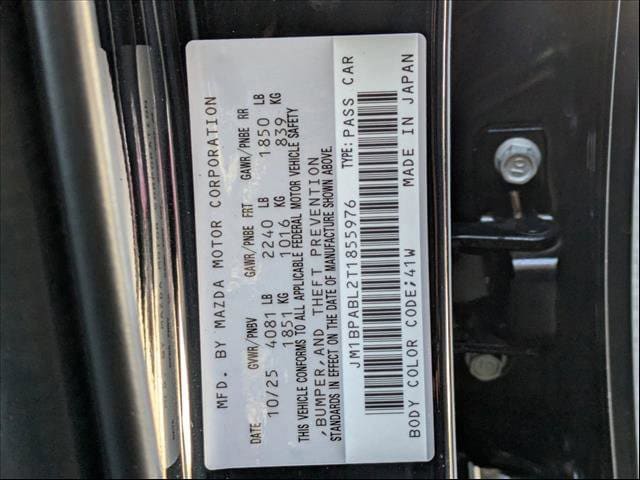 MFD. BY MAZDA MOTOR CORPORATION
DATE GVWR/PNBV GAWR/PNBE FRT GAWR/PNBE RR
10/25 4081 LB 2240 LB 1850 LB
1851 KG 1016 KG 839 KG
THIS VEHICLE CONFORMS TO ALL APPLICABLE FEDERAL MOTOR VEHICLE SAFETY
,BUMPER,AND THEFT PREVENTION
STANDARDS IN EFFECT ON THE DATE OF MANUFACTURE SHOWN ABOVE.
JM1BPABL2T1855976 TYPE: PASS CAR
BODY COLOR CODE;41W MADE IN JAPAN